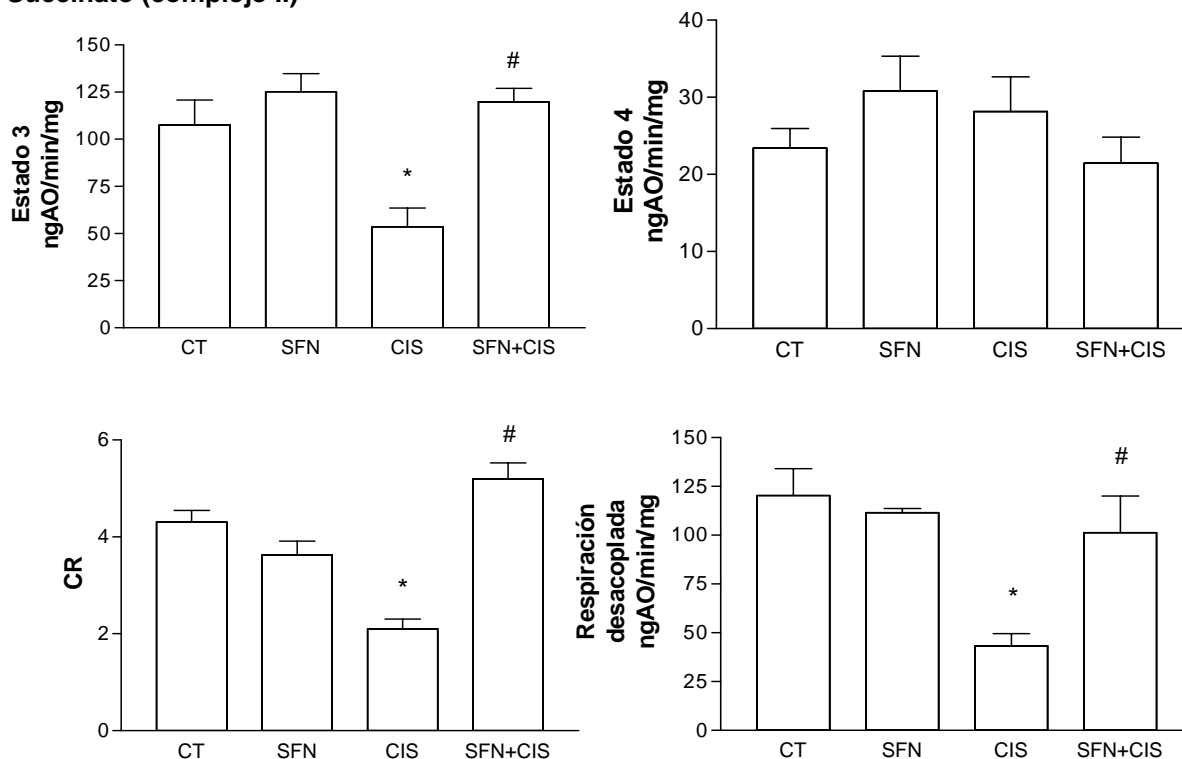 Succinato (complejo II)
150
125
100
75
50
25
0
Estado 3
ngAO/min/mg
*
#
CT SFN CIS SFN+CIS
40
30
20
10
0
Estado 4
ngAO/min/mg
CT SFN CIS SFN+CIS
6
4
2
0
CR
*
#
CT SFN CIS SFN+CIS
150
125
100
75
50
25
0
Respiración
desacoplada
ngAO/min/mg
*
#
CT SFN CIS SFN+CIS